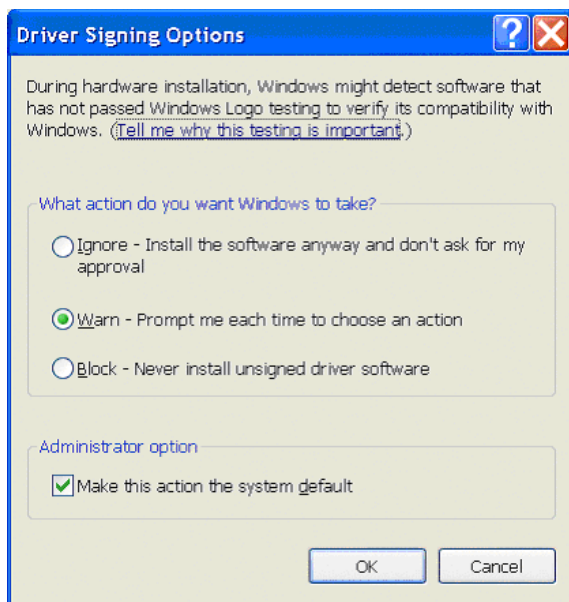 Driver Signing Options
During hardware installation, Windows might detect software that
has not passed Windows Logo testing to verify its compatibility with
Windows. (Tell me why this testing is important.)
What action do you want Windows to take?
Ignore - Install the software anyway and don't ask for my
approval
Warn - Prompt me each time to choose an action
Block - Never install unsigned driver software
Administrator option
Make this action the system default
OK
Cancel